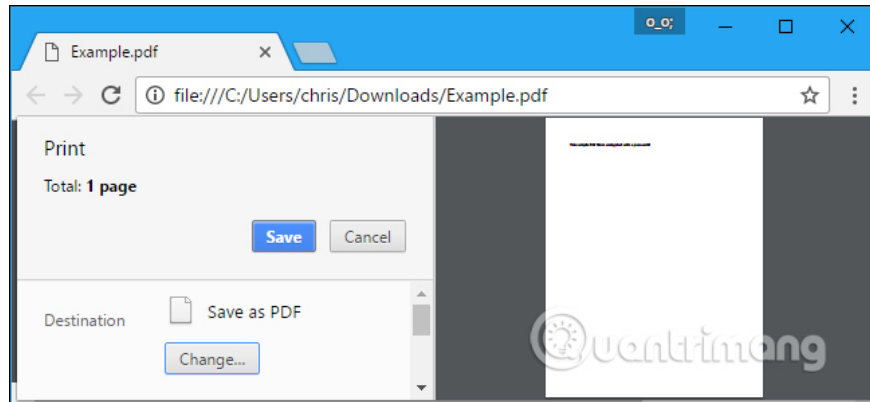 o_o;
Example.pdf
file:///C:/Users/chris/Downloads/Example.pdf
Print
Total: 1 page
Save Cancel
Destination Save as PDF
Change...
Quantrimang